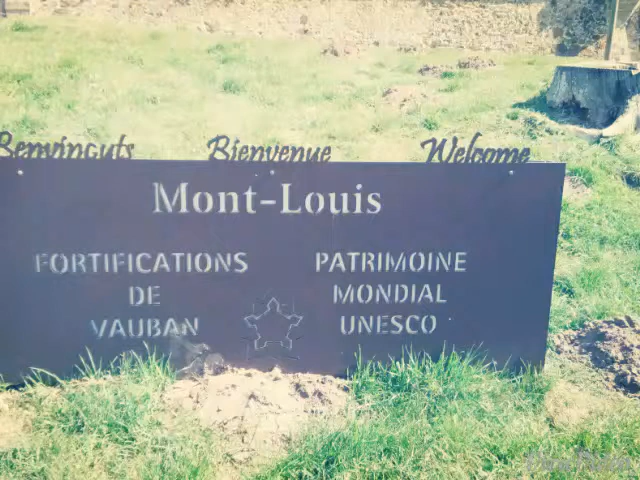 Benvinguts Bienvenue Welcome
Mont-Louis
FORTIFICATIONS
DE
VAUBAN
PATRIMOINE
MONDIAL
UNESCO